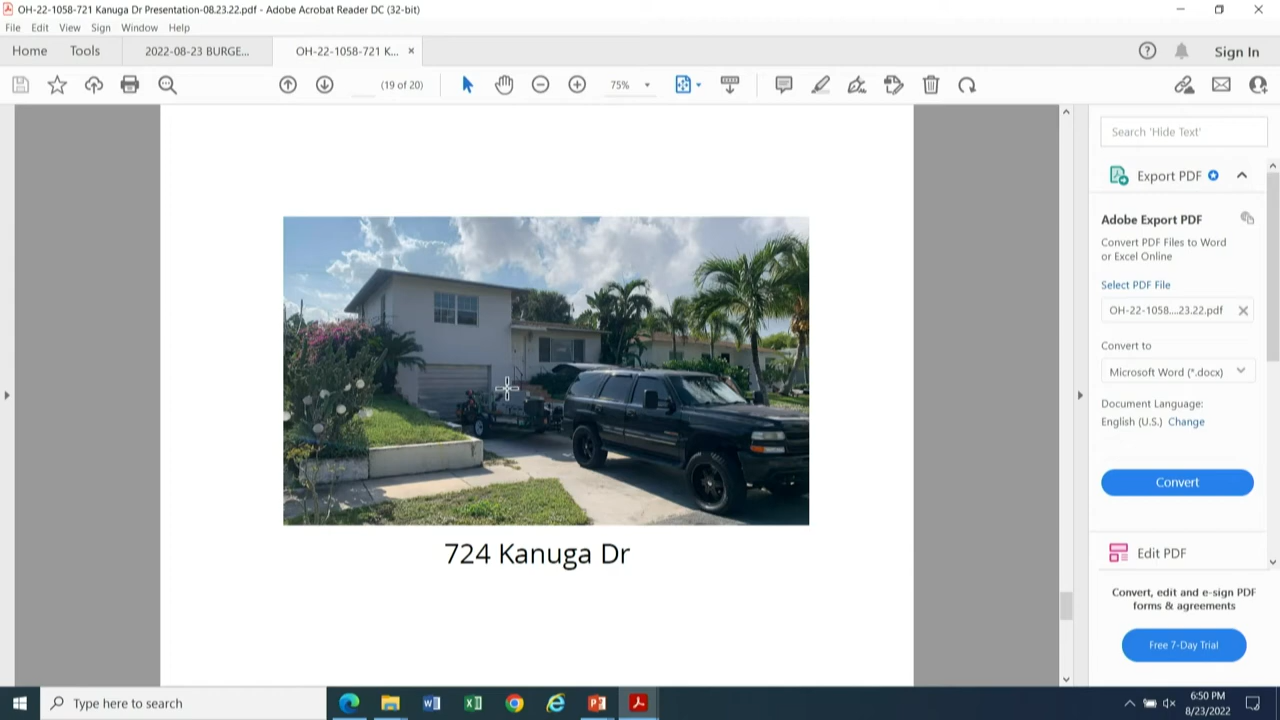 OH-22-1058-721 Kanuga Dr Presentation-08.23.22.pdf - Adobe Acrobat Reader DC (32-bit)
File Edit View Sign Window Help
Home Tools 2022-08-23 BURGE... OH-22-1058-721 K... × Sign In
(19 of 20) 75%
Search 'Hide Text'
Export PDF
Adobe Export PDF
Convert PDF Files to Word
or Excel Online
Select PDF File
OH-22-1058....23.22.pdf
Convert to
Microsoft Word (*.docx)
Document Language:
English (U.S.) Change
Convert
Edit PDF
Convert, edit and e-sign PDF
forms & agreements
Free 7-Day Trial
724 Kanuga Dr
Type here to search
6:50 PM
8/23/2022